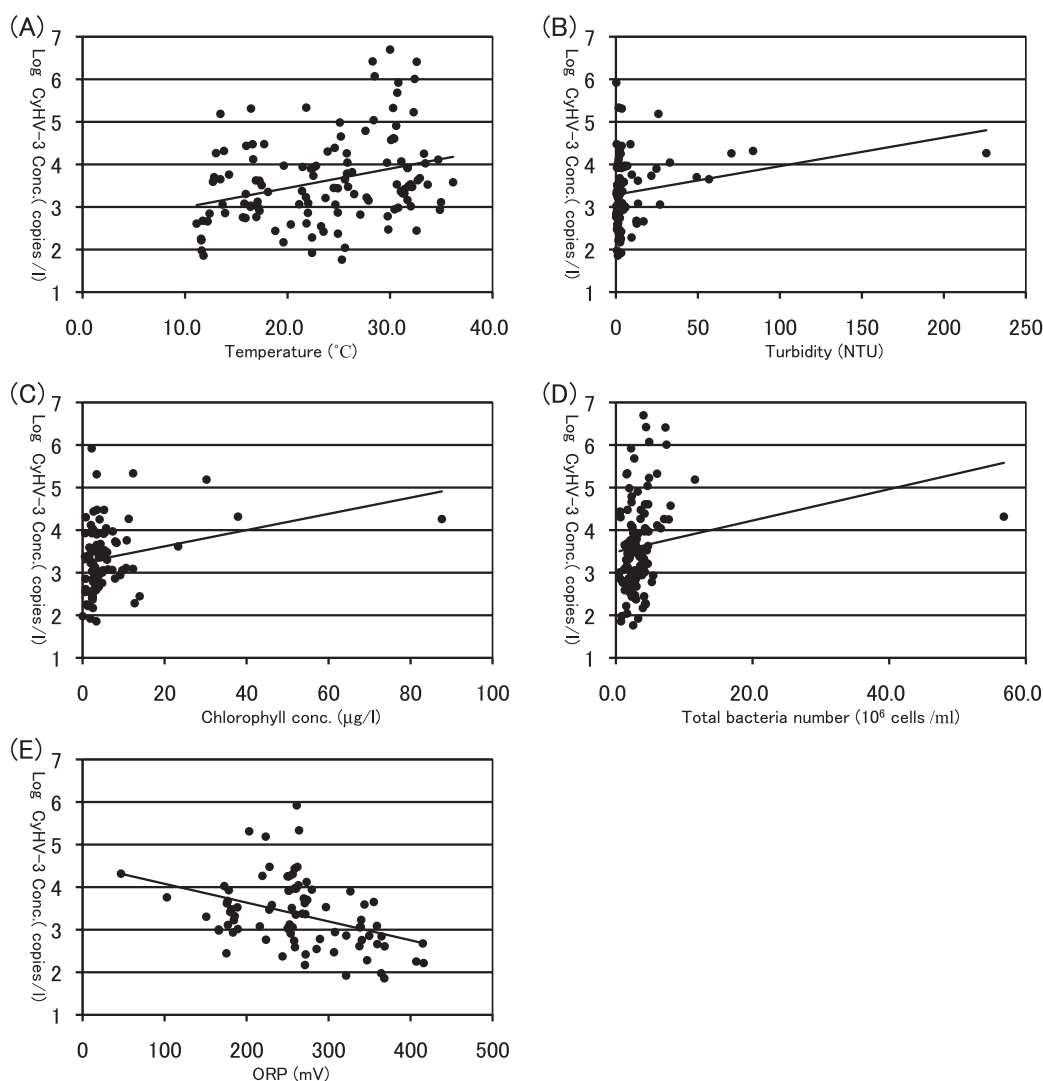 (A)
Log CyHV-3 Conc.( copies/l)
7
6
5
4
3
2
1
0.0 10.0 20.0 30.0 40.0
Temperature (°C)
(B)
Log CyHV-3 Conc.( copies/l)
7
6
5
4
3
2
1
0 50 100 150 200 250
Turbidity (NTU)
(C)
Log CyHV-3 Conc.( copies/l)
7
6
5
4
3
2
1
0 20 40 60 80 100
Chlorophyll conc. (μg/l)
(D)
Log CyHV-3 Conc.( copies/l)
7
6
5
4
3
2
1
0.0 20.0 40.0 60.0
Total bacteria number (10⁶ cells /ml)
(E)
Log CyHV-3 Conc.( copies/l)
7
6
5
4
3
2
1
0 100 200 300 400 500
ORP (mV)